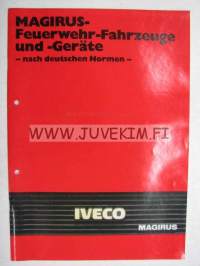 MAGIRUS-
Feuerwehr-Fahrzeuge
und -Geräte
- nach deutschen Normen -
WWW.JUVEKIM.FI
IVECO
MAGIRUS